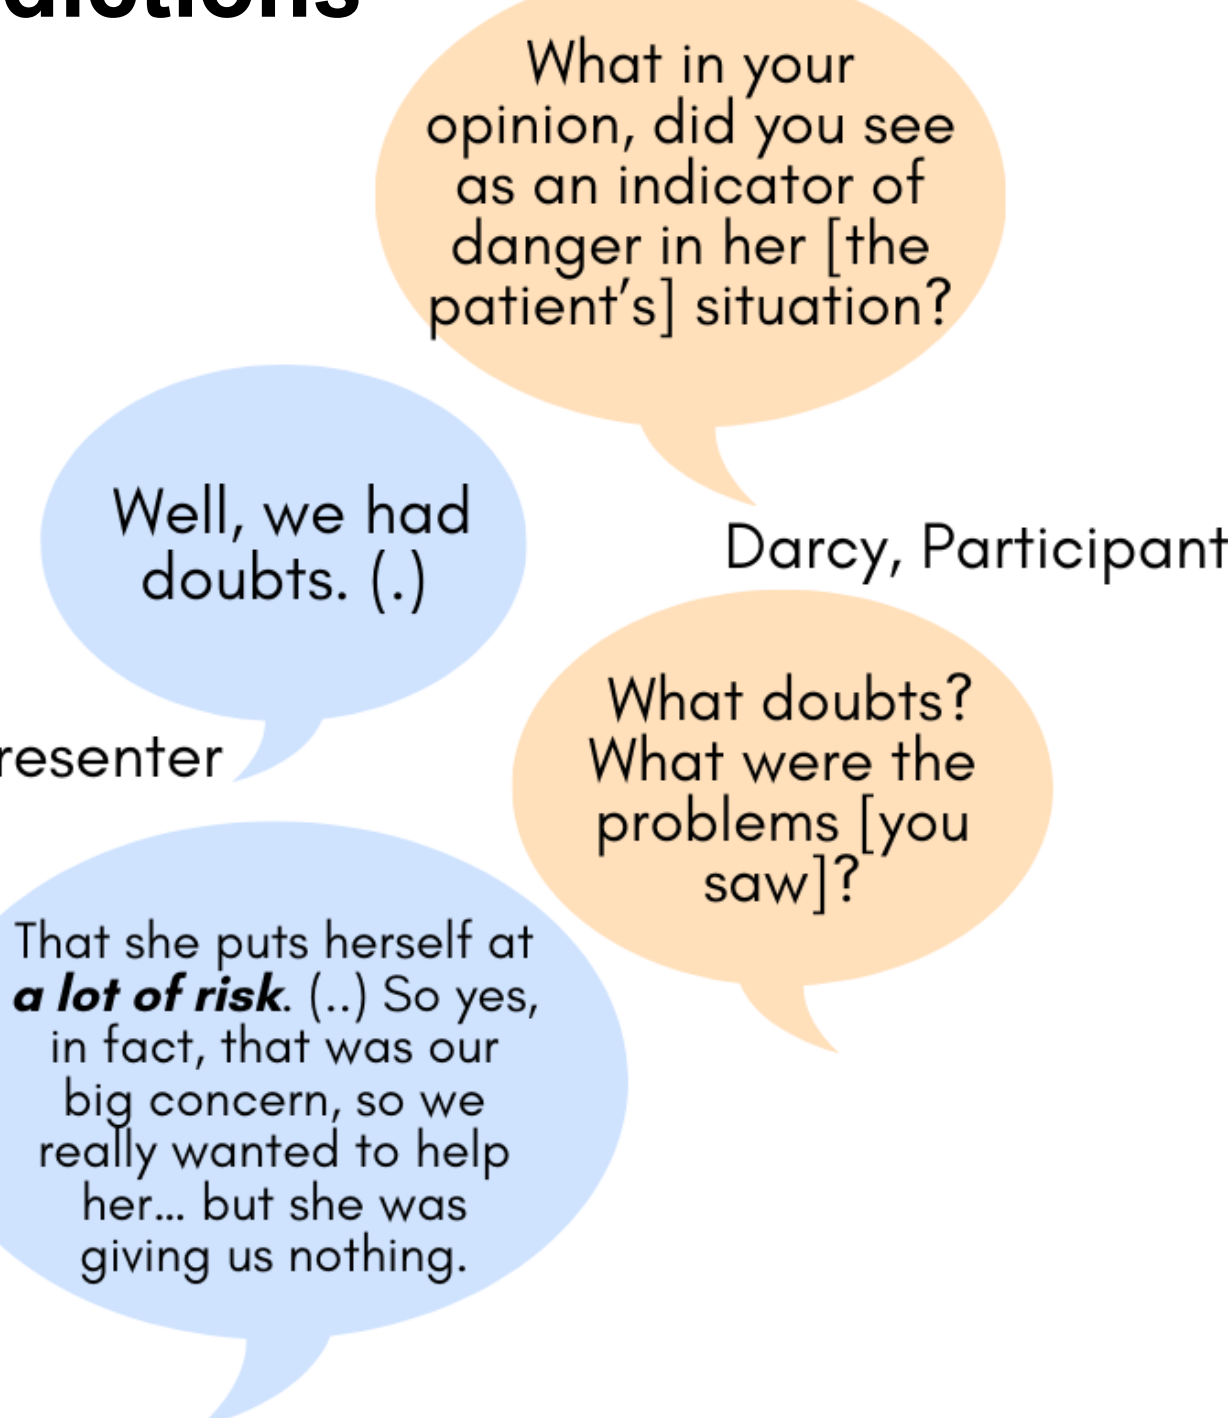 dictions
What in your
opinion, did you see
as an indicator of
danger in her [the
patient’s] situation?
Well, we had
doubts. (.)
Darcy, Participant
What doubts?
What were the
problems [you
saw]?
resenter
That she puts herself at
a lot of risk. (..) So yes,
in fact, that was our
big concern, so we
really wanted to help
her... but she was
giving us nothing.